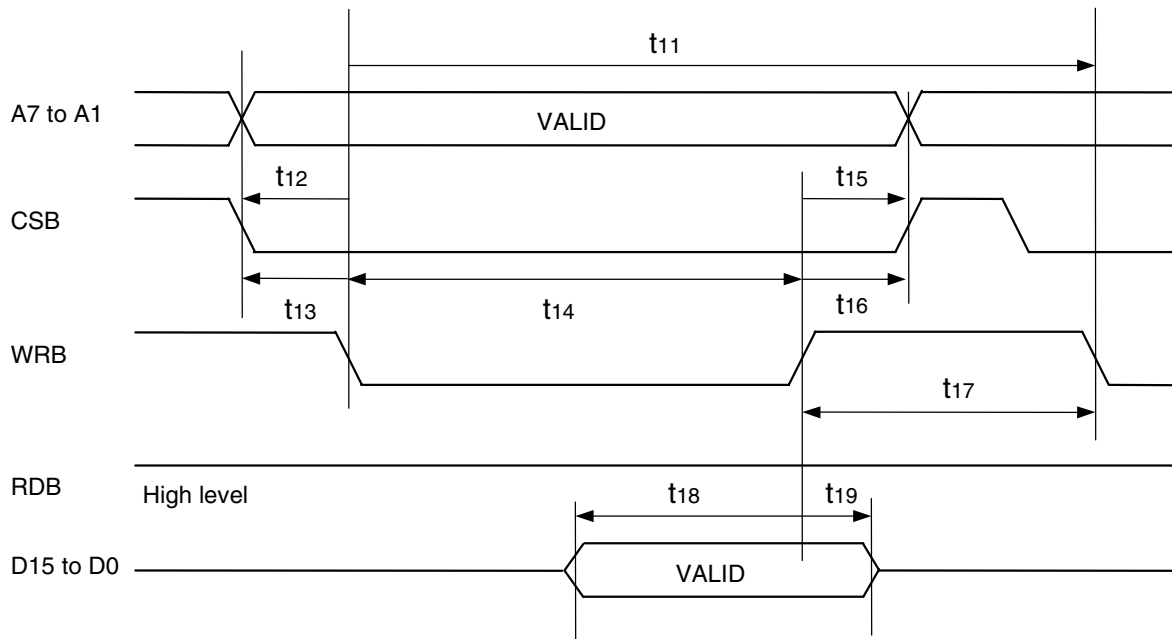 t11
A7 to A1
VALID
t12
t15
CSB
t13
t14
t16
WRB
t17
RDB
High level
t18
t19
D15 to D0
VALID